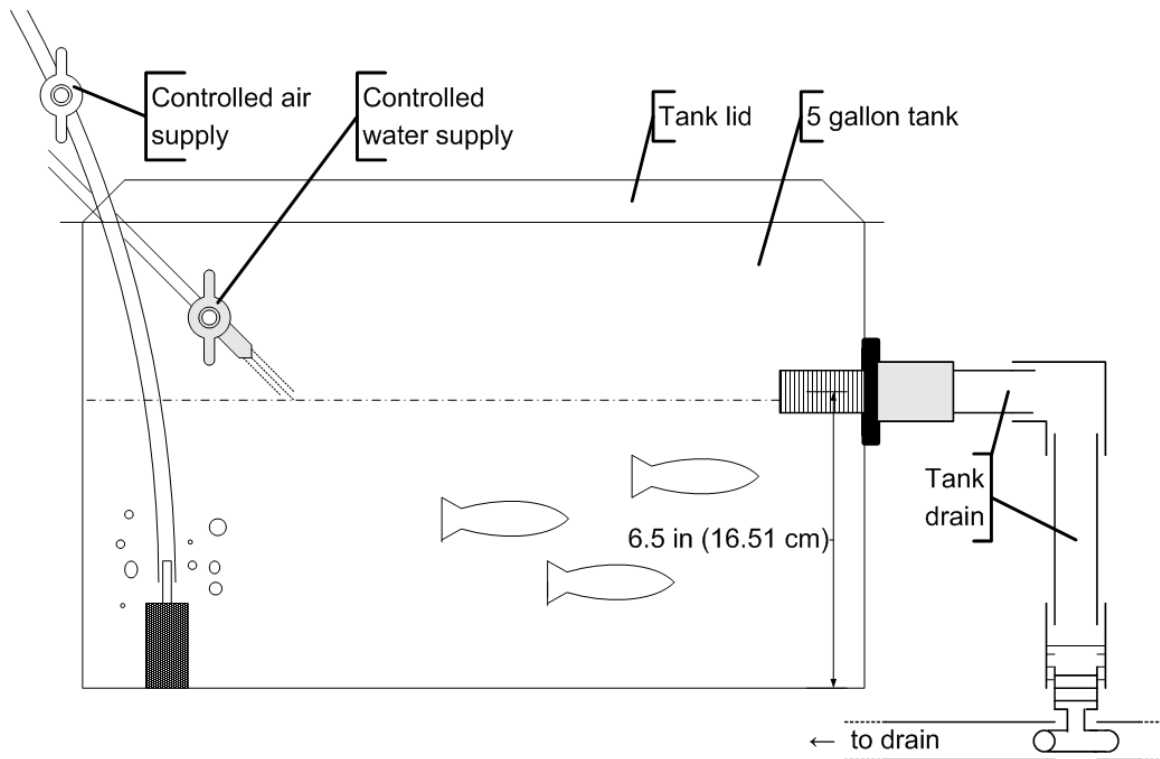 Controlled air
supply
Controlled
water supply
Tank lid
5 gallon tank
Tank
drain
6.5 in (16.51 cm)
← to drain